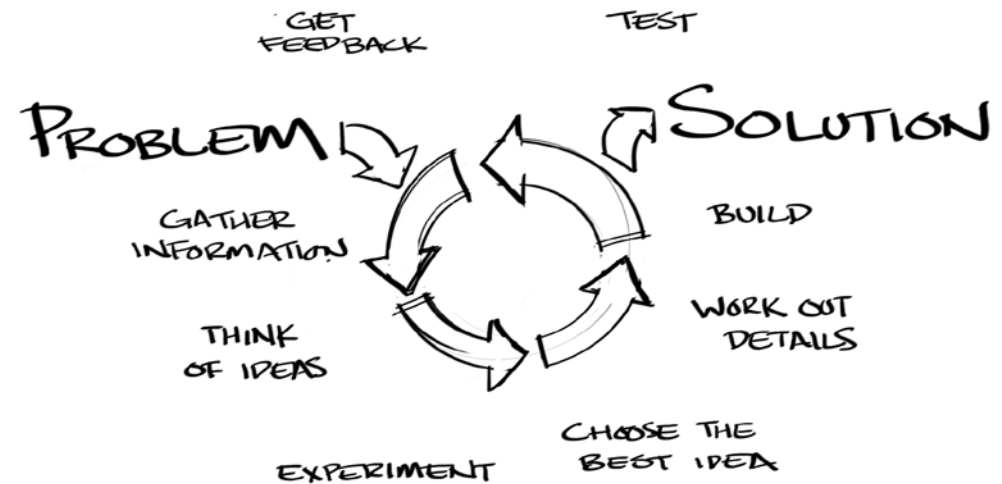 GET
FEEDBACK
TEST
PROBLEM
SOLUTION
GATHER
INFORMATION
BUILD
THINK
OF IDEAS
WORK OUT
DETAILS
EXPERIMENT
CHOOSE THE
BEST IDEA